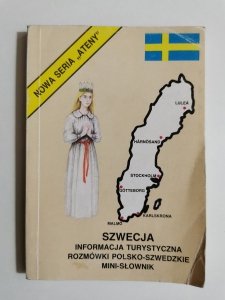 NOWA SERIA „ATENY"
LULEÅ
HÄRNÖSAND
STOCKHOLM
GÖTEBORG
KARLSKRONA
MALMÖ
SZWECJA
INFORMACJA TURYSTYCZNA
ROZMÓWKI POLSKO-SZWEDZKIE
MINI-SŁOWNIK